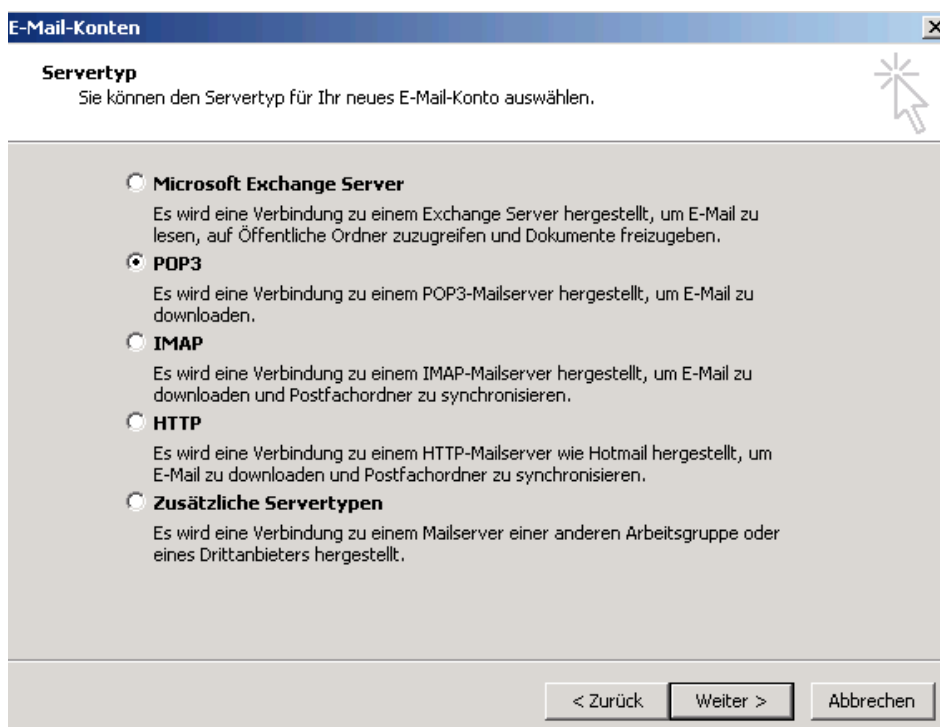 E-Mail-Konten
Servertyp
Sie können den Servertyp für Ihr neues E-Mail-Konto auswählen.
Microsoft Exchange Server
Es wird eine Verbindung zu einem Exchange Server hergestellt, um E-Mail zu
lesen, auf Öffentliche Ordner zuzugreifen und Dokumente freizugeben.
POP3
Es wird eine Verbindung zu einem POP3-Mailserver hergestellt, um E-Mail zu
downloaden.
IMAP
Es wird eine Verbindung zu einem IMAP-Mailserver hergestellt, um E-Mail zu
downloaden und Postfachordner zu synchronisieren.
HTTP
Es wird eine Verbindung zu einem HTTP-Mailserver wie Hotmail hergestellt, um
E-Mail zu downloaden und Postfachordner zu synchronisieren.
Zusätzliche Servertypen
Es wird eine Verbindung zu einem Mailserver einer anderen Arbeitsgruppe oder
eines Drittanbieters hergestellt.
< Zurück Weiter > Abbrechen